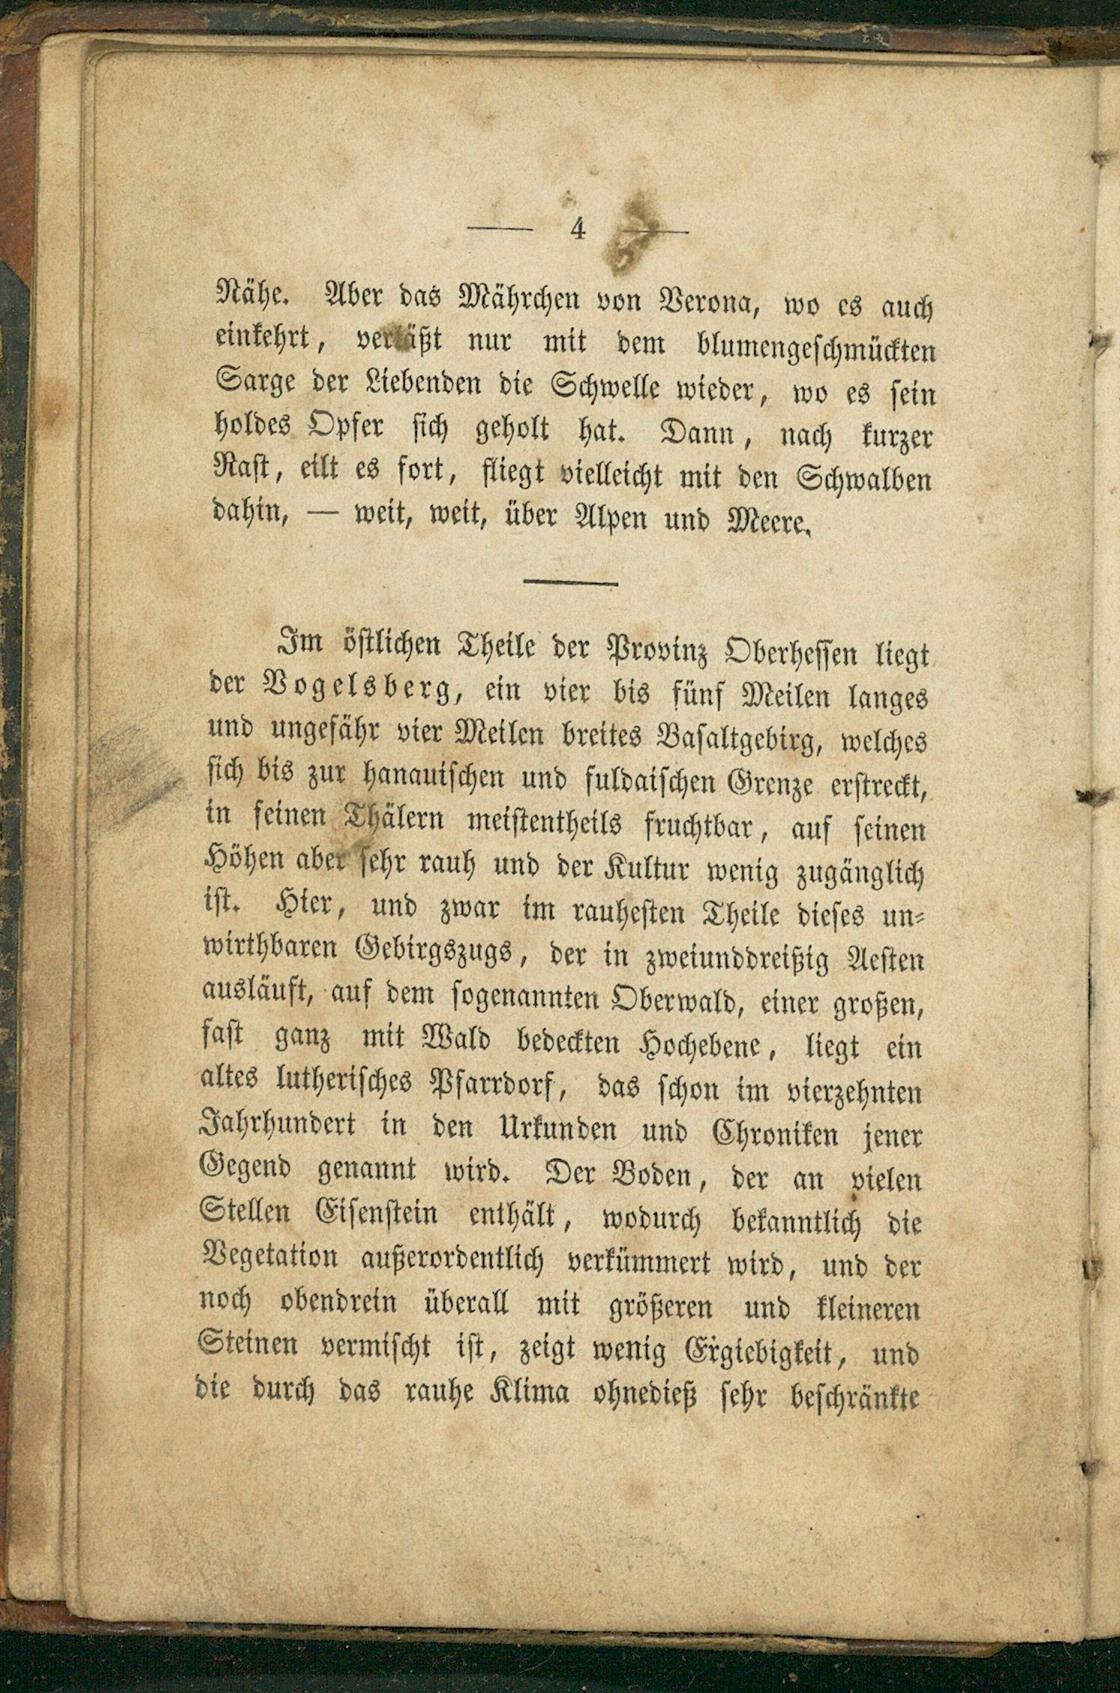 — 4 —
Nähe. Aber das Mährchen von Verona, wo es auch
einkehrt, verläßt nur mit dem blumengeschmückten
Sarge der Liebenden die Schwelle wieder, wo es sein
holdes Opfer sich geholt hat. Dann, nach kurzer
Rast, eilt es fort, fliegt vielleicht mit den Schwalben
dahin, — weit, weit, über Alpen und Meere.
Im östlichen Theile der Provinz Oberhessen liegt
der Vogelsberg, ein vier bis fünf Meilen langes
und ungefähr vier Meilen breites Basaltgebirg, welches
sich bis zur hanauischen und fuldaischen Grenze erstreckt,
in seinen Thälern meistentheils fruchtbar, auf seinen
Höhen aber sehr rauh und der Kultur wenig zugänglich
ist. Hier, und zwar im rauhesten Theile dieses un-
wirthbaren Gebirgszugs, der in zweiunddreißig Aesten
ausläuft, auf dem sogenannten Oberwald, einer großen,
fast ganz mit Wald bedeckten Hochebene, liegt ein
altes lutherisches Pfarrdorf, das schon im vierzehnten
Jahrhundert in den Urkunden und Chroniken jener
Gegend genannt wird. Der Boden, der an vielen
Stellen Eisenstein enthält, wodurch bekanntlich die
Vegetation außerordentlich verkümmert wird, und der
noch obendrein überall mit größeren und kleineren
Steinen vermischt ist, zeigt wenig Ergiebigkeit, und
die durch das rauhe Klima ohnedieß sehr beschränkte